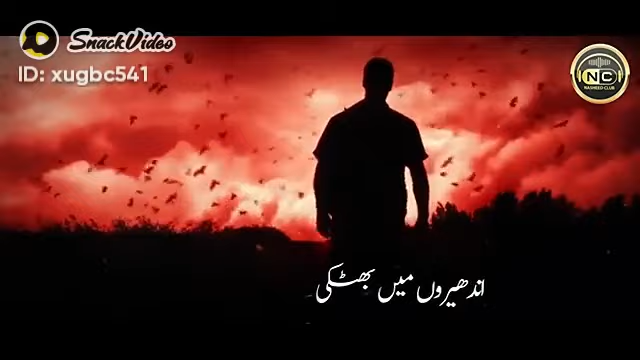 SnackVideo
ID: xugbc541
NC
NASHEED CLUB
اندھیروں میں بھٹکی